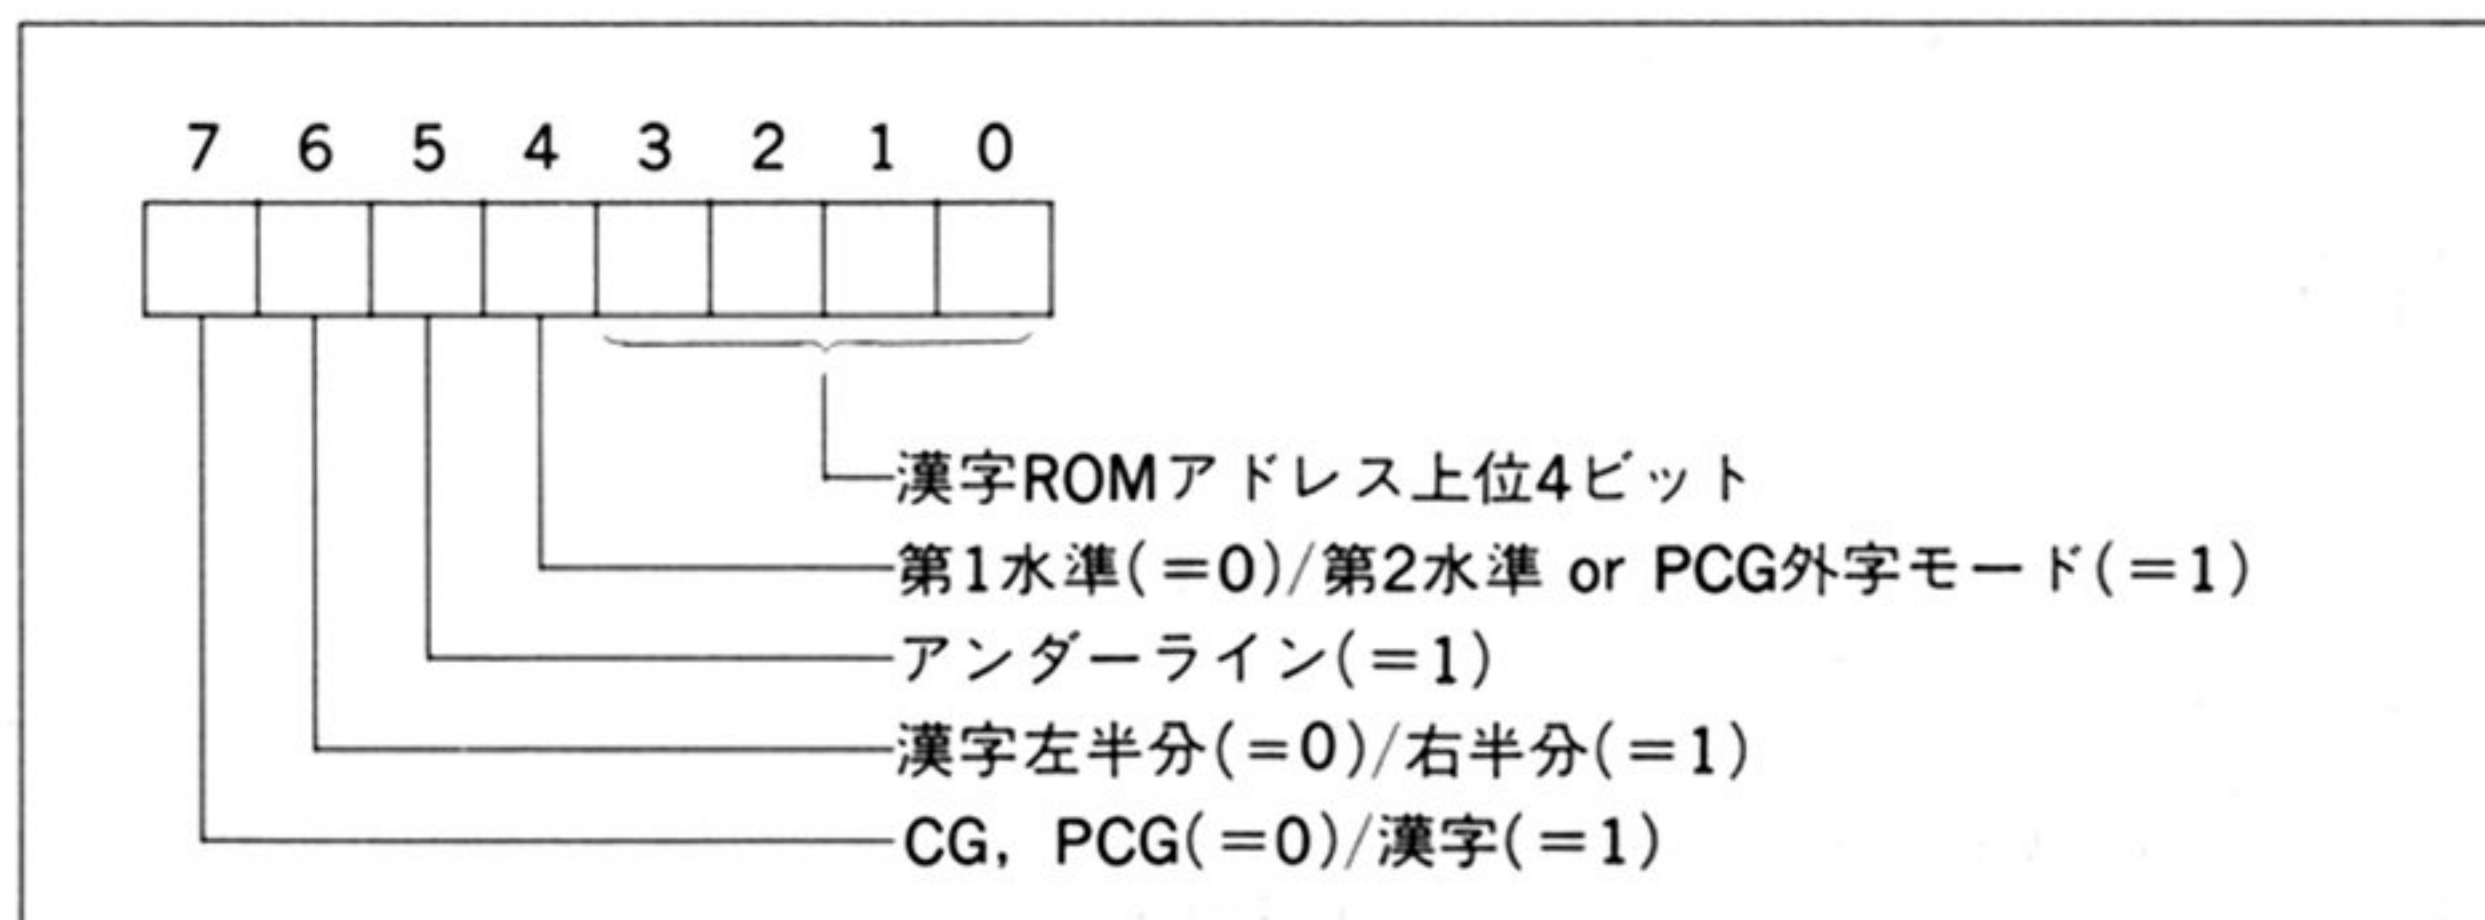 7 6 5 4 3 2 1 0
漢字ROMアドレス上位4ビット
第1水準(=0)/第2水準 or PCG外字モード(=1)
アンダーライン(=1)
漢字左半分(=0)/右半分(=1)
CG, PCG(=0)/漢字(=1)